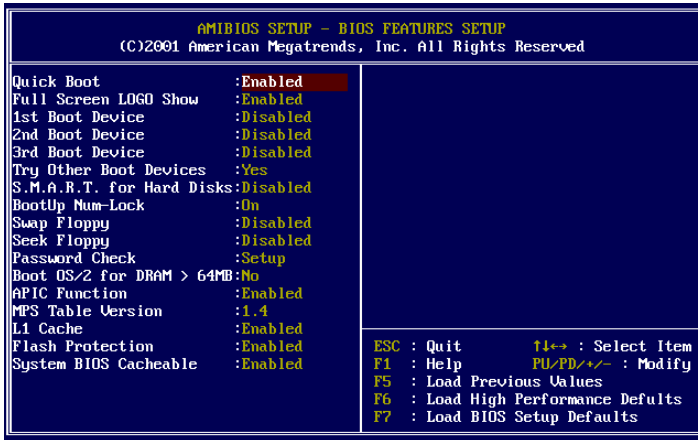 AMIBIOS SETUP - BIOS FEATURES SETUP
(C)2001 American Megatrends, Inc. All Rights Reserved
Quick Boot :Enabled
Full Screen LOGO Show :Enabled
1st Boot Device :Disabled
2nd Boot Device :Disabled
3rd Boot Device :Disabled
Try Other Boot Devices :Yes
S.M.A.R.T. for Hard Disks:Disabled
BootUp Num-Lock :On
Swap Floppy :Disabled
Seek Floppy :Disabled
Password Check :Setup
Boot OS/2 for DRAM > 64MB:No
APIC Function :Enabled
MPS Table Version :1.4
L1 Cache :Enabled
Flash Protection :Enabled
System BIOS Cacheable :Enabled
ESC : Quit ↑↓←→ : Select Item
F1 : Help PU/PD/+/- : Modify
F5 : Load Previous Values
F6 : Load High Performance Defults
F7 : Load BIOS Setup Defaults